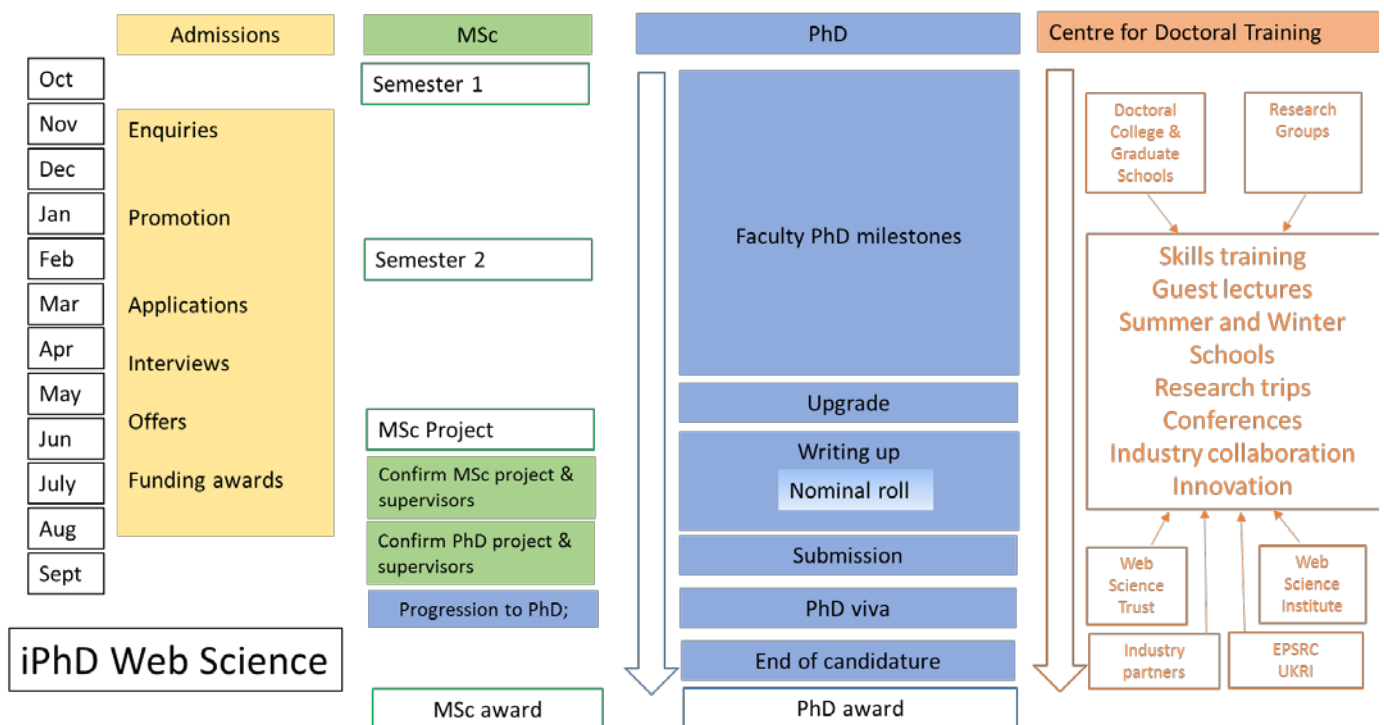 Admissions
MSc
PhD
Centre for Doctoral Training
Oct
Nov
Dec
Jan
Feb
Mar
Apr
May
Jun
July
Aug
Sept
Enquiries
Promotion
Applications
Interviews
Offers
Funding awards
iPhD Web Science
Semester 1
Semester 2
MSc Project
Confirm MSc project &
supervisors
Confirm PhD project &
supervisors
Progression to PhD;
MSc award
Faculty PhD milestones
Upgrade
Writing up
Nominal roll
Submission
PhD viva
End of candidature
PhD award
Doctoral
College &
Graduate
Schools
Research
Groups
Skills training
Guest lectures
Summer and Winter
Schools
Research trips
Conferences
Industry collaboration
Innovation
Web
Science
Trust
Web
Science
Institute
Industry
partners
EPSRC
UKRI